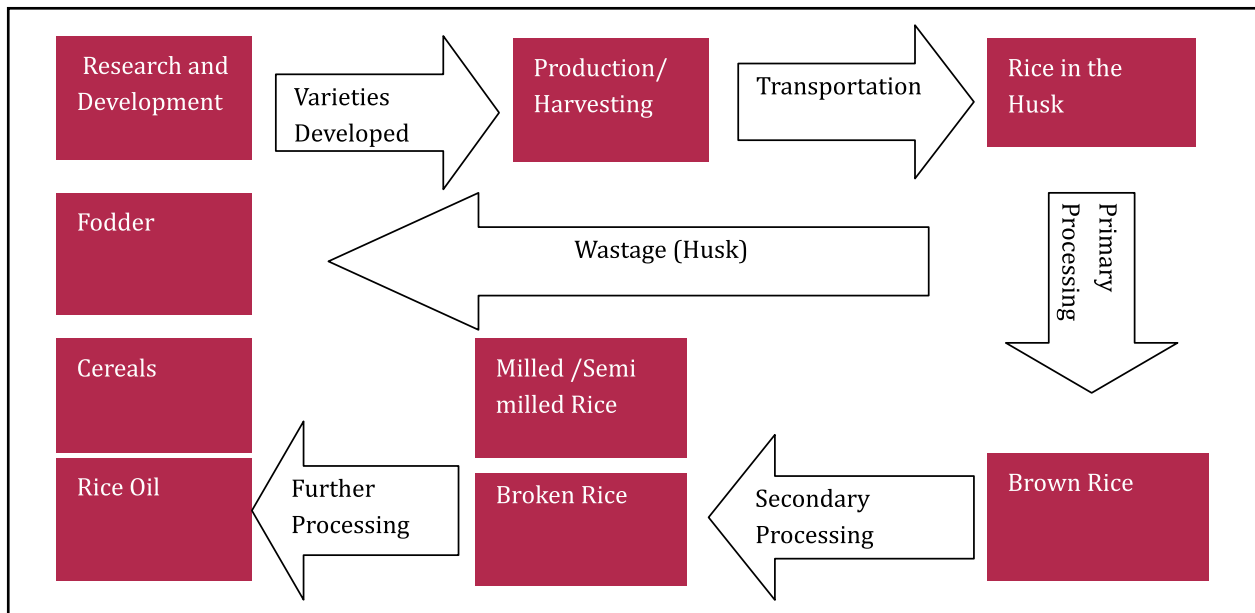 Research and
Development
Varieties
Developed
Production/
Harvesting
Transportation
Rice in the
Husk
Fodder
Wastage (Husk)
Primary
Processing
Cereals
Milled /Semi
milled Rice
Rice Oil
Further
Processing
Broken Rice
Secondary
Processing
Brown Rice